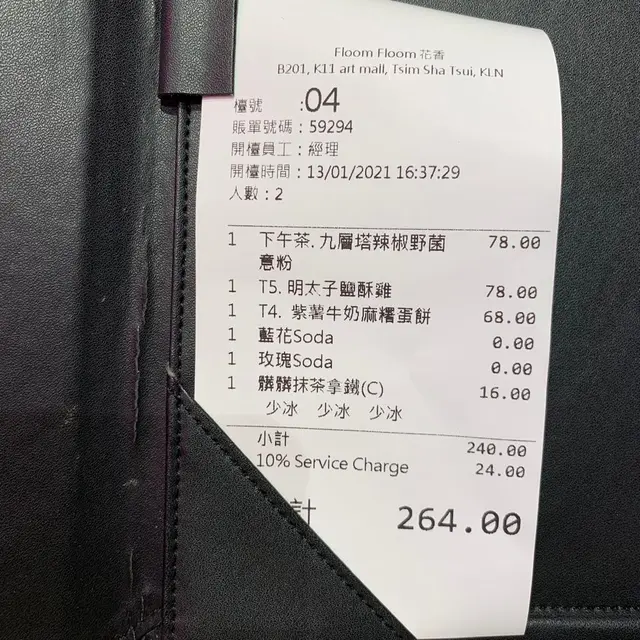 Floom Floom 花香
B201, K11 art mall, Tsim Sha Tsui, KLN
檯號 :04
賬單號碼：59294
開檯員工：經理
開檯時間：13/01/2021 16:37:29
人數：2
1 下午茶. 九層塔辣椒野菌 78.00
意粉
1 T5. 明太子鹽酥雞 78.00
1 T4. 紫薯牛奶麻糬蛋餅 68.00
1 藍花Soda 0.00
1 玫瑰Soda 0.00
1 髒髒抹茶拿鐵(C) 16.00
少冰 少冰 少冰
小計 240.00
10% Service Charge 24.00
計 264.00